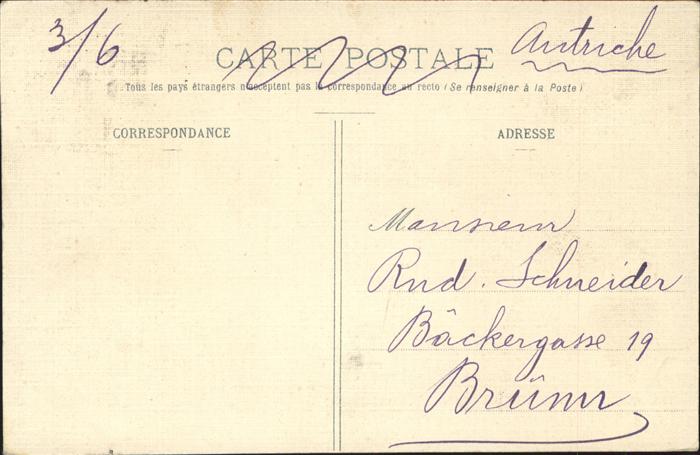 3/6
Autriche
CARTE POSTALE
Tous les pays étrangers n'acceptent pas la correspondance au recto (Se renseigner à la Poste)
CORRESPONDANCE
ADRESSE
Monsieur
Rud. Schneider
Bäckergasse 19
Brünn